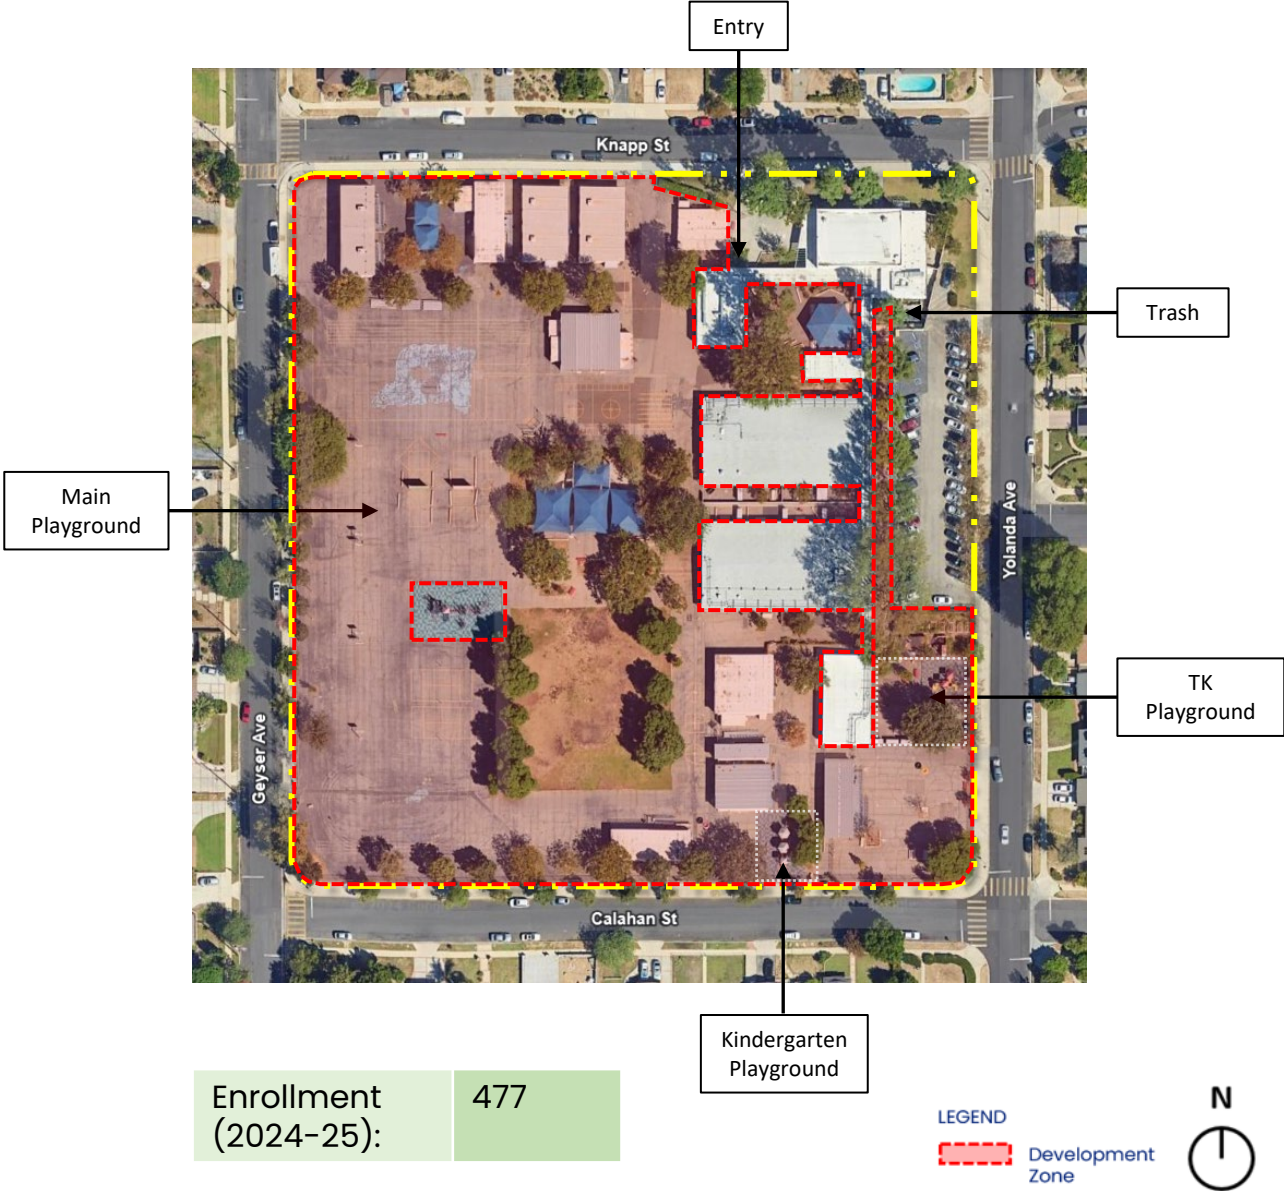 Entry
Knapp St
Trash
Main
Playground
Yolanda Ave
TK
Playground
Geyser Ave
Calahan St
Kindergarten
Playground
Enrollment
(2024-25):
477
LEGEND
Development
Zone
N